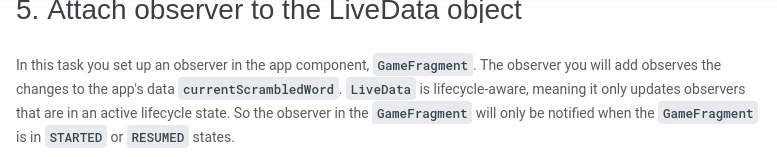 5. Attach observer to the LiveData object
In this task you set up an observer in the app component, GameFragment . The observer you will add observes the
changes to the app's data currentScrambledWord . LiveData is lifecycle-aware, meaning it only updates observers
that are in an active lifecycle state. So the observer in the GameFragment will only be notified when the GameFragment
is in STARTED or RESUMED states.